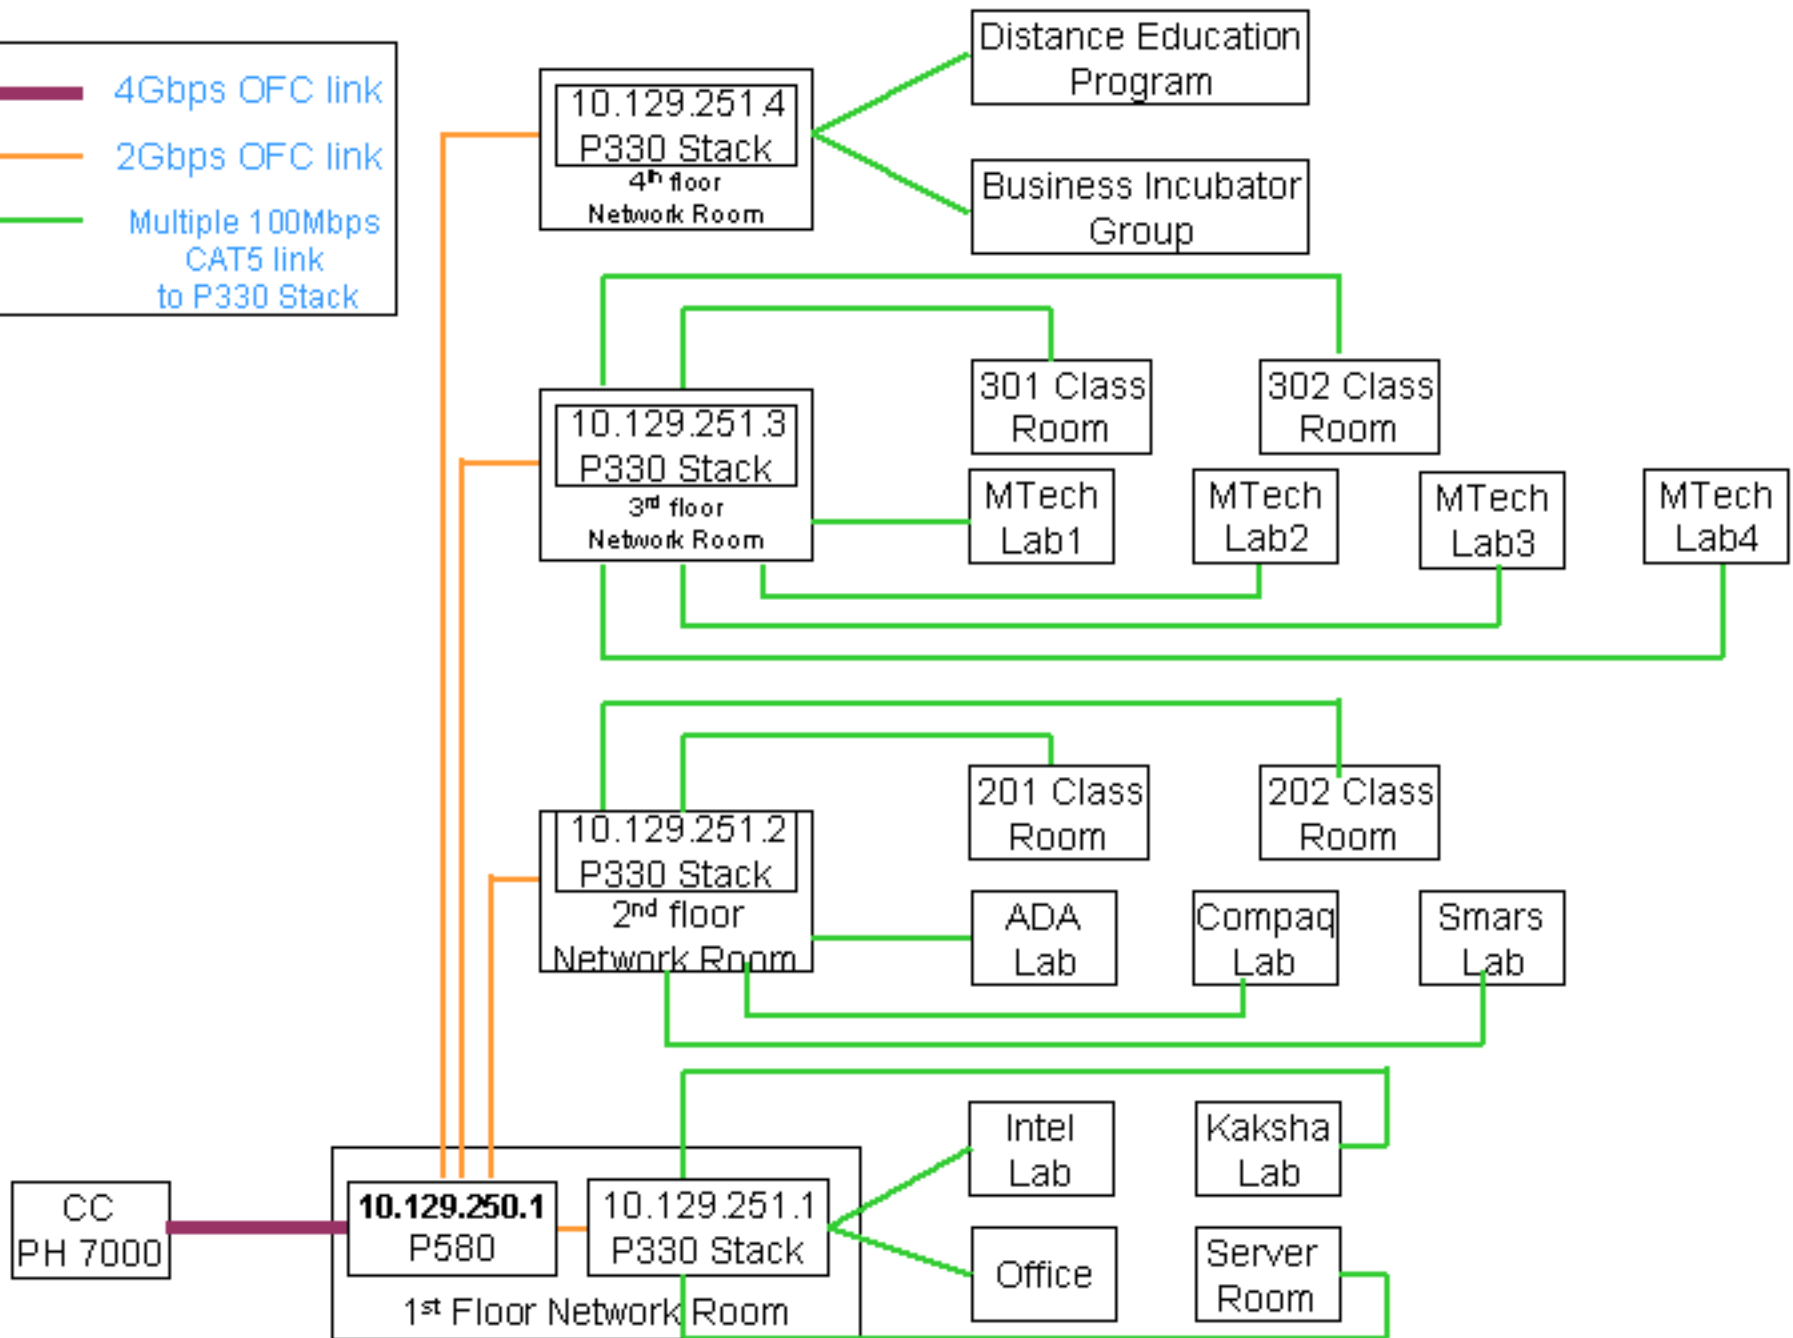 4Gbps OFC link
2Gbps OFC link
Multiple 100Mbps
CAT5 link
to P330 Stack
10.129.251.4
P330 Stack
4th floor
Network Room
Distance Education
Program
Business Incubator
Group
10.129.251.3
P330 Stack
3rd floor
Network Room
301 Class
Room
302 Class
Room
MTech
Lab1
MTech
Lab2
MTech
Lab3
MTech
Lab4
10.129.251.2
P330 Stack
2nd floor
Network Room
201 Class
Room
202 Class
Room
ADA
Lab
Compaq
Lab
Smars
Lab
CC
PH 7000
10.129.250.1
P580
10.129.251.1
P330 Stack
1st Floor Network Room
Intel
Lab
Kaksha
Lab
Office
Server
Room